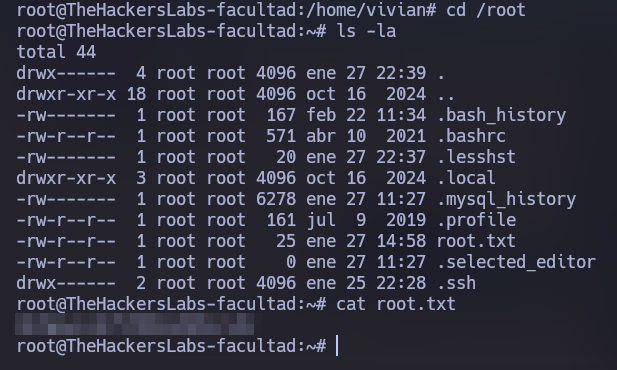 root@TheHackersLabs-facultad:/home/vivian# cd /root
root@TheHackersLabs-facultad:~# ls -la
total 44
drwx------  4 root root 4096 ene 27 22:39 .
drwxr-xr-x 18 root root 4096 oct 16  2024 ..
-rw-------  1 root root  167 feb 22 11:34 .bash_history
-rw-r--r--  1 root root  571 abr 10  2021 .bashrc
-rw-------  1 root root   20 ene 27 22:37 .lesshst
drwxr-xr-x  3 root root 4096 oct 16  2024 .local
-rw-------  1 root root 6278 ene 27 11:27 .mysql_history
-rw-r--r--  1 root root  161 jul  9  2019 .profile
-rw-r--r--  1 root root   25 ene 27 14:58 root.txt
-rw-r--r--  1 root root    0 ene 27 11:27 .selected_editor
drwx------  2 root root 4096 ene 25 22:28 .ssh
root@TheHackersLabs-facultad:~# cat root.txt
root@TheHackersLabs-facultad:~#